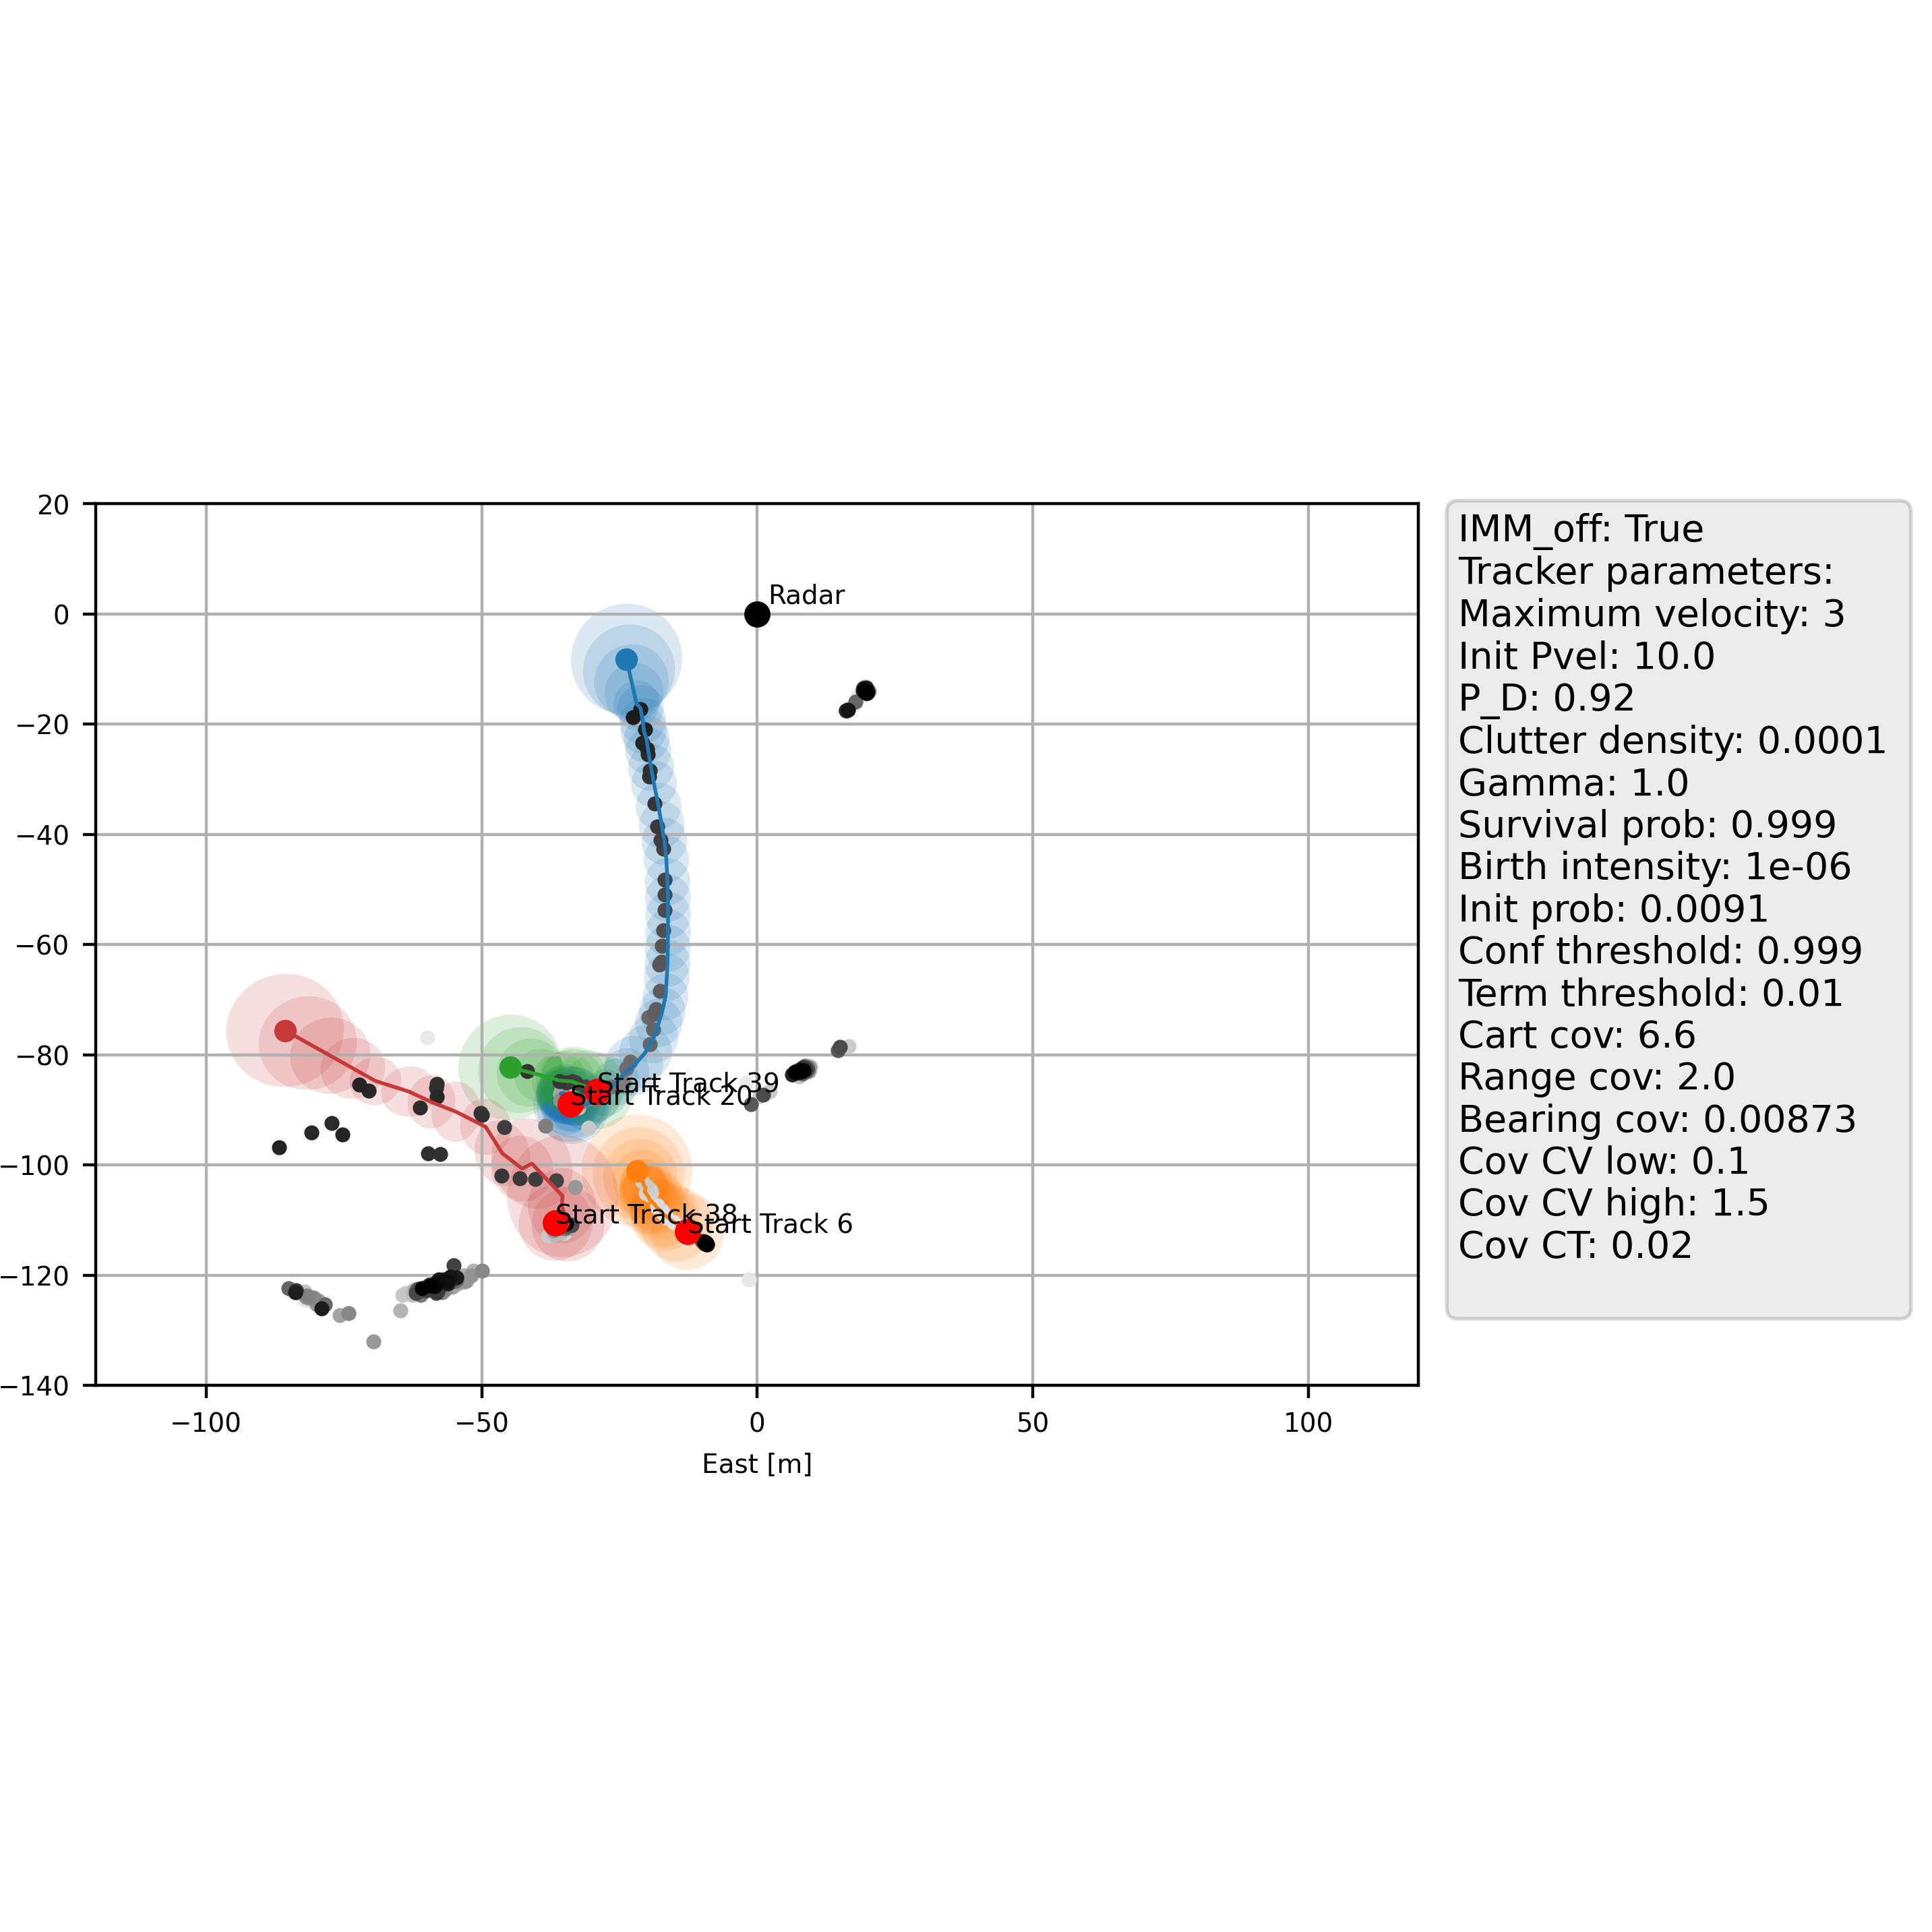 20
0
−20
−40
−60
−80
−100
−120
−140
−100
−50
0
50
100
East [m]
Radar
Start Track 39
Start Track 20
Start Track 38
Start Track 6
IMM_off: True
Tracker parameters:
Maximum velocity: 3
Init Pvel: 10.0
P_D: 0.92
Clutter density: 0.0001
Gamma: 1.0
Survival prob: 0.999
Birth intensity: 1e-06
Init prob: 0.0091
Conf threshold: 0.999
Term threshold: 0.01
Cart cov: 6.6
Range cov: 2.0
Bearing cov: 0.00873
Cov CV low: 0.1
Cov CV high: 1.5
Cov CT: 0.02